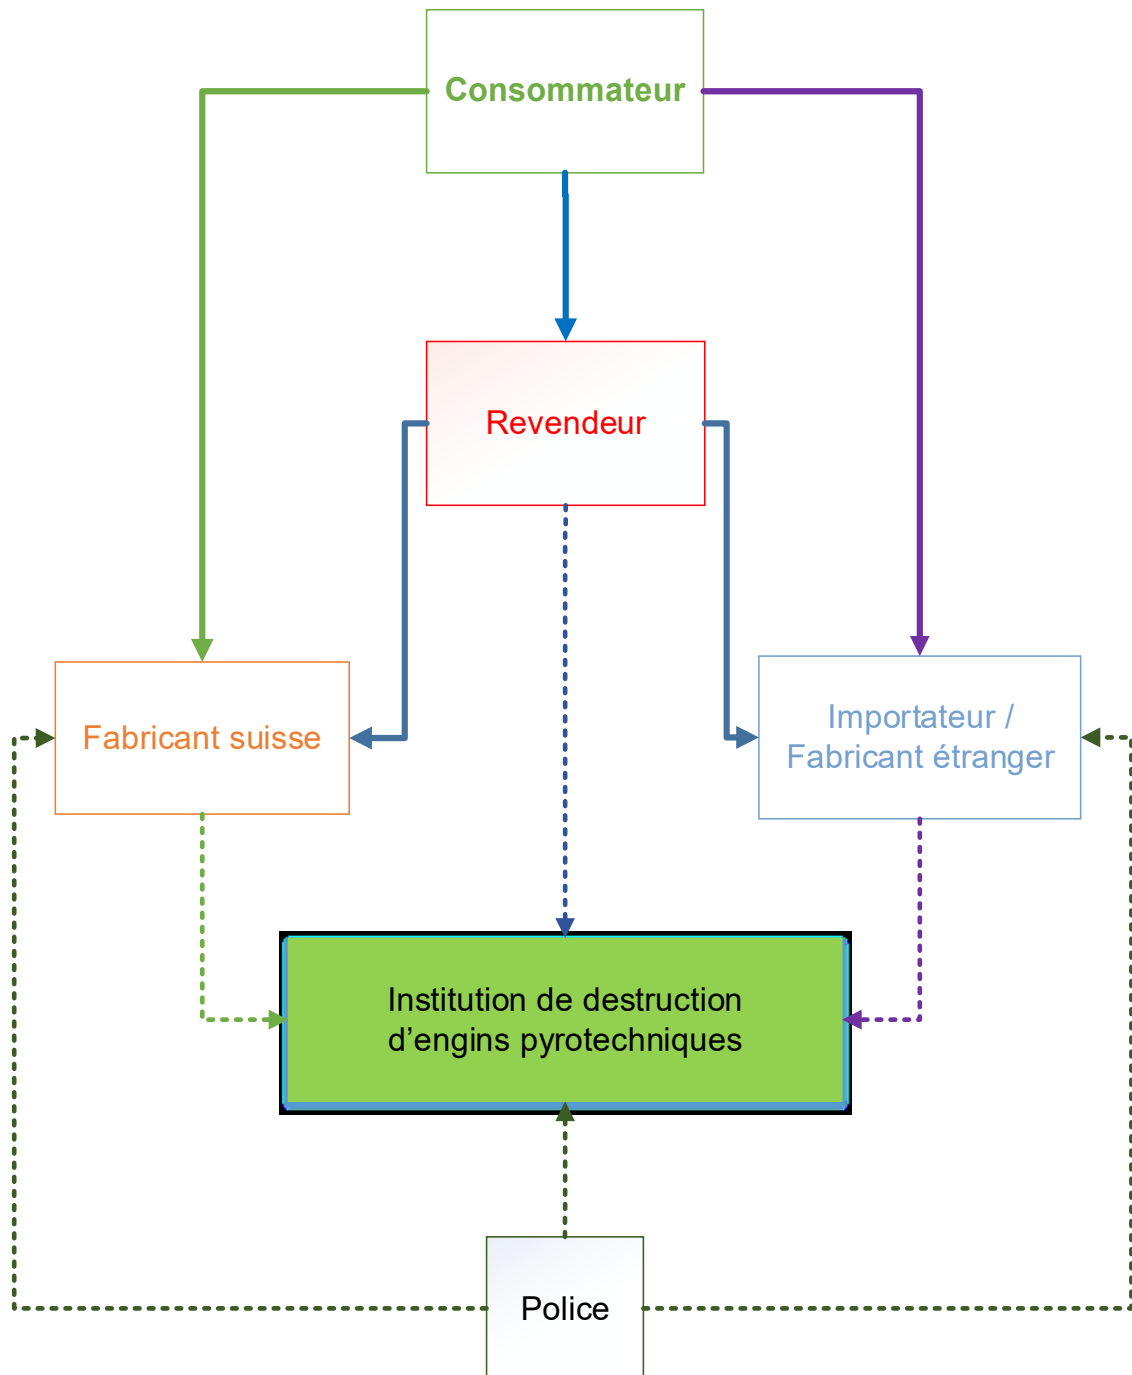 Consommateur
Revendeur
Fabricant suisse
Importateur /
Fabricant étranger
Institution de destruction
d’engins pyrotechniques
Police